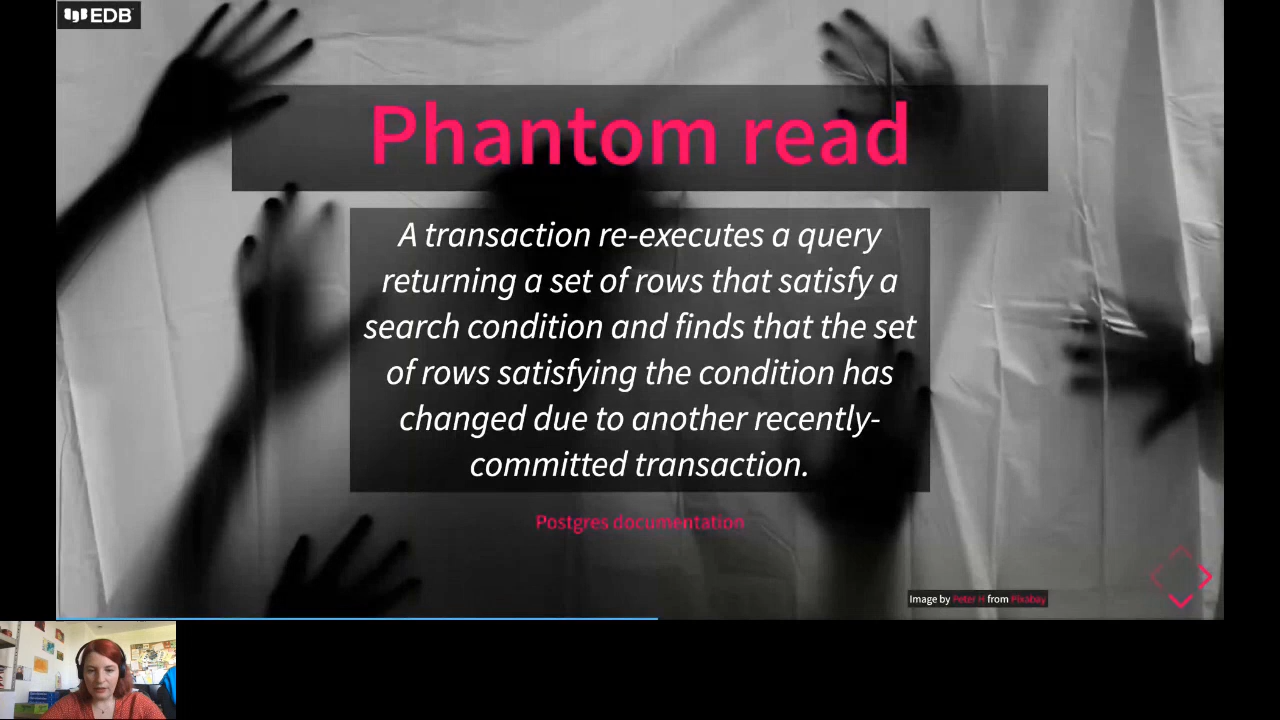 EDB
Phantom read
A transaction re-executes a query
returning a set of rows that satisfy a
search condition and finds that the set
of rows satisfying the condition has
changed due to another recently-
committed transaction.
Postgres documentation
Image by Peter H from Pixabay